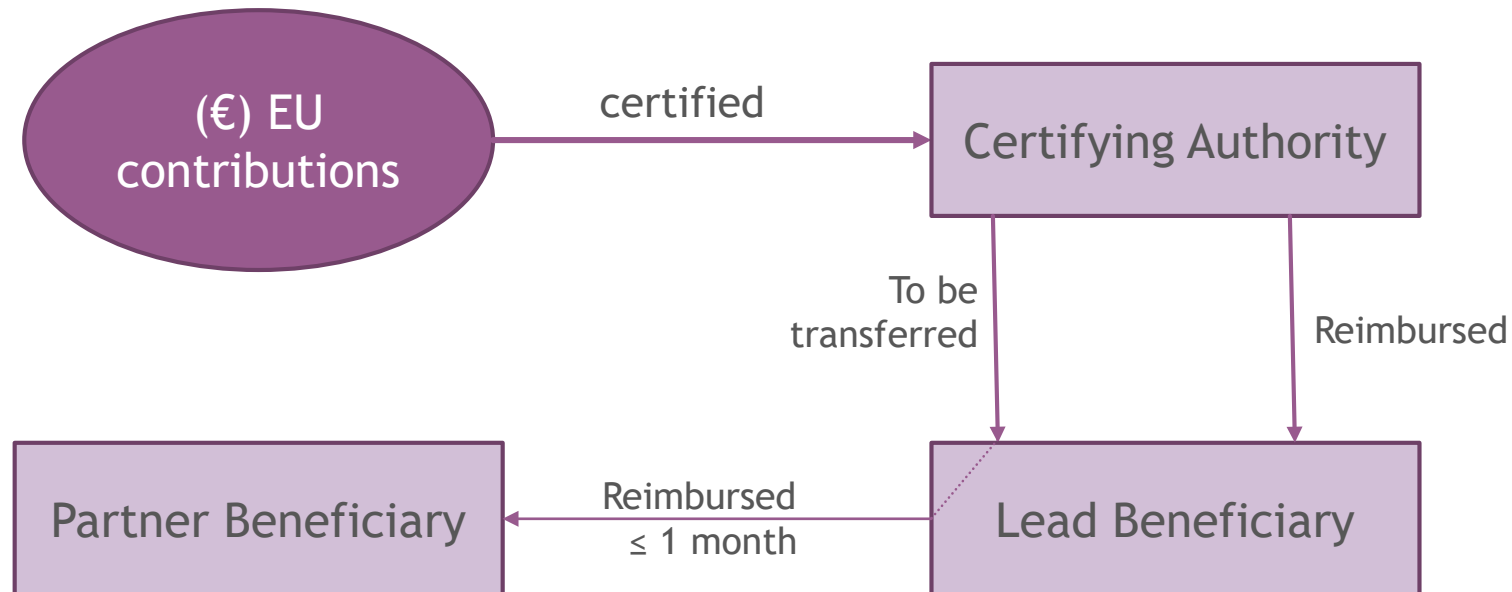 (€) EU
contributions
certified
Certifying Authority
To be
transferred
Reimbursed
Partner Beneficiary
Reimbursed
≤ 1 month
Lead Beneficiary